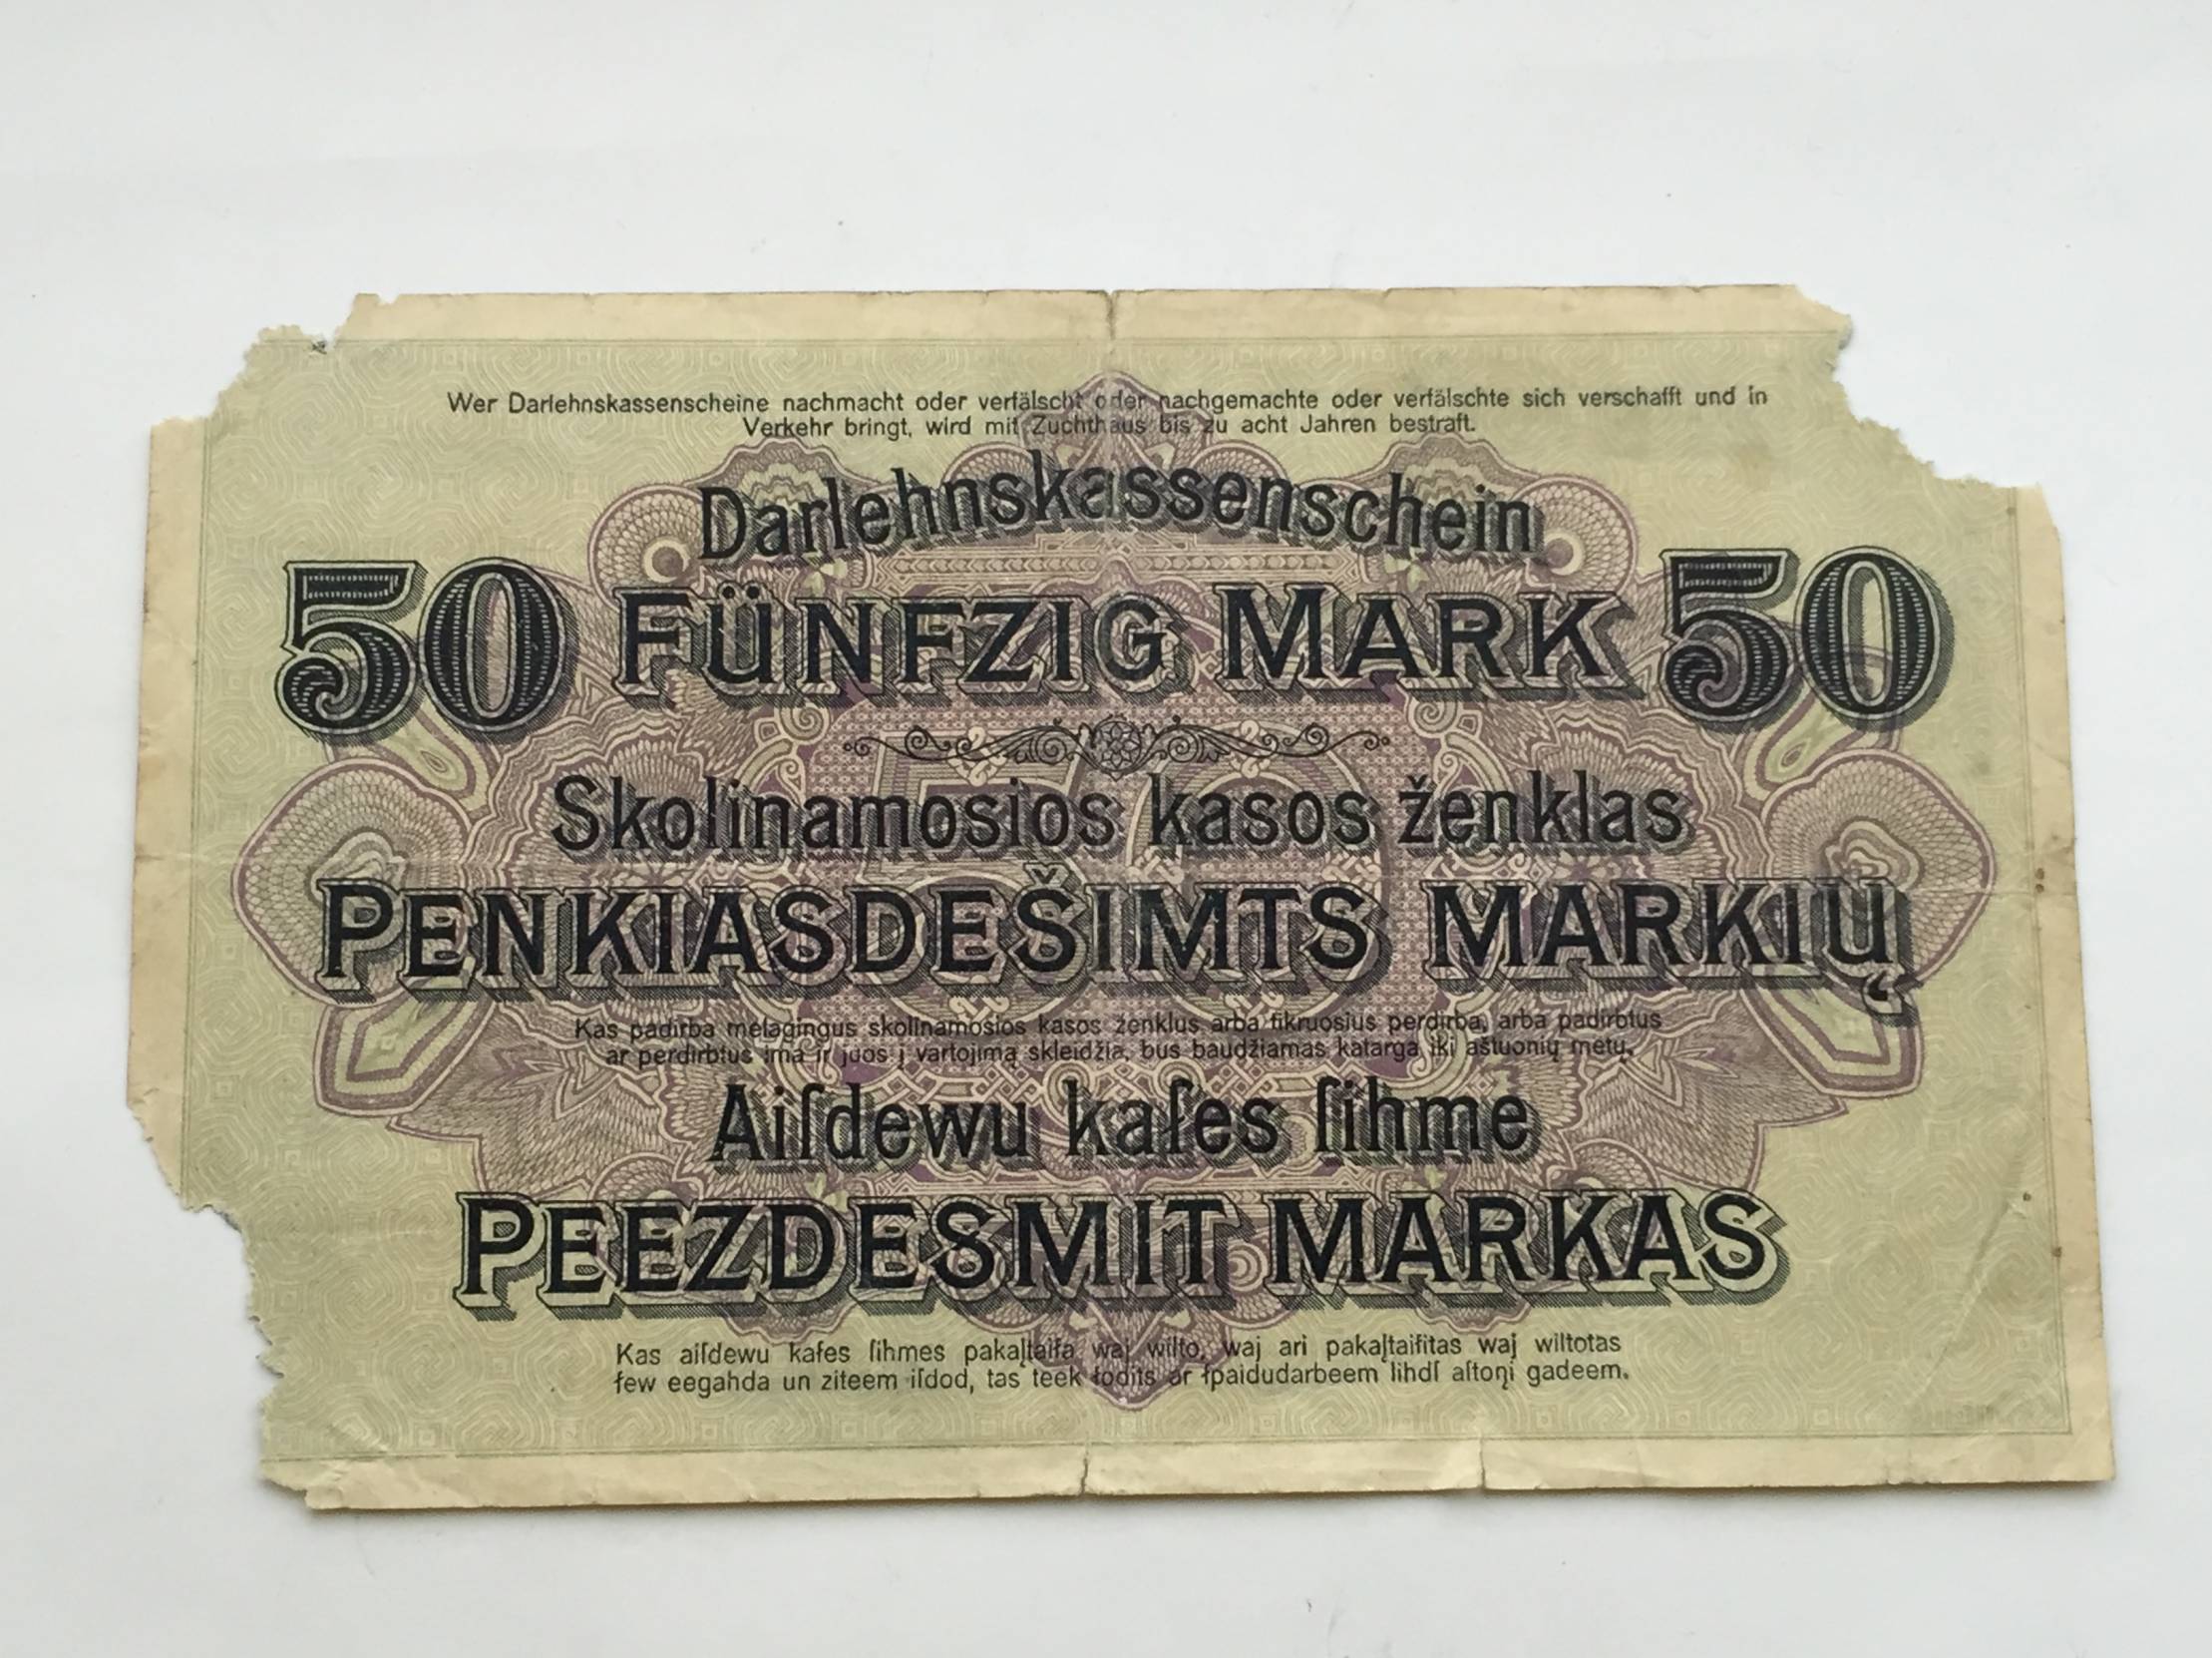 Wer Darlehnskassenscheine nachmacht oder verfälscht oder nachgemachte oder verfälschte sich verschafft und in
Verkehr bringt, wird mit Zuchthaus bis zu acht Jahren bestraft.
Darlehnskassenschein
50 FÜNFZIG MARK 50
Skolinamosios kasos ženklas
PENKIASDEŠIMTS MARKIŲ
Kas padirba melagingus skolinamosios kasos ženklus arba tikruosius perdirba, arba padirbtus
ar perdirbtus ima ir juos į vartojimą skleidžia, bus baudžiamas katarga iki aštuonių metų.
Aiſdewu kaſes ſihme
PEEZDESMIT MARKAS
Kas aiſdewu kaſes ſihmes pakaļtaiſa waj wilto, waj ari pakaļtaiſitas waj wiltotas
ſew eegahda un ziteem iſdod, tas teek ſodits ar ſpaidudarbeem lihdſ aſtoņi gadeem.